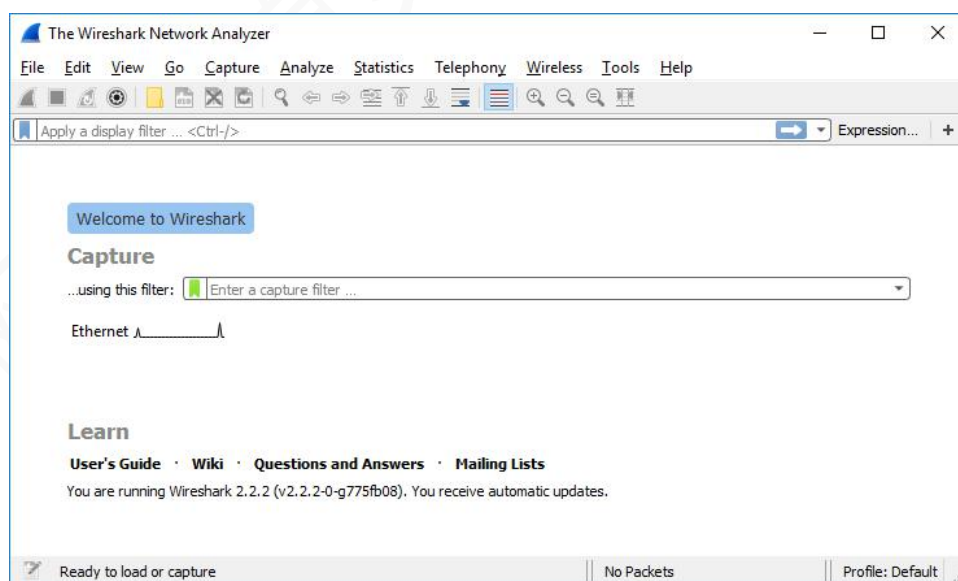 The Wireshark Network Analyzer
File Edit View Go Capture Analyze Statistics Telephony Wireless Tools Help
Apply a display filter ... <Ctrl-/> Expression... +
Welcome to Wireshark
Capture
...using this filter: Enter a capture filter ...
Ethernet
Learn
User's Guide · Wiki · Questions and Answers · Mailing Lists
You are running Wireshark 2.2.2 (v2.2.2-0-g775fb08). You receive automatic updates.
Ready to load or capture No Packets Profile: Default